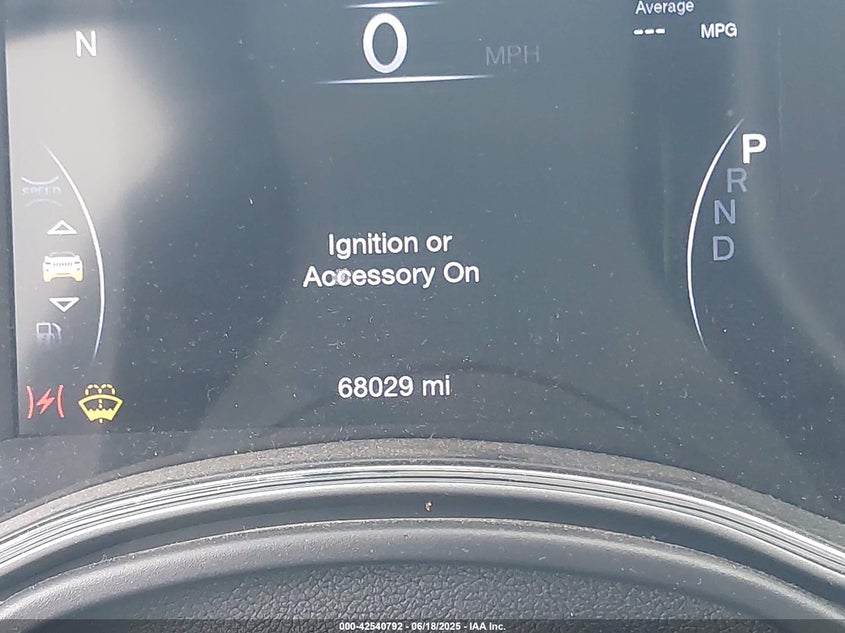 Average
N
0 MPH
--- MPG
P
SPEED
R
N
D
Ignition or
Accessory On
68029 mi
000-42540792 - 06/18/2025 - IAA Inc.